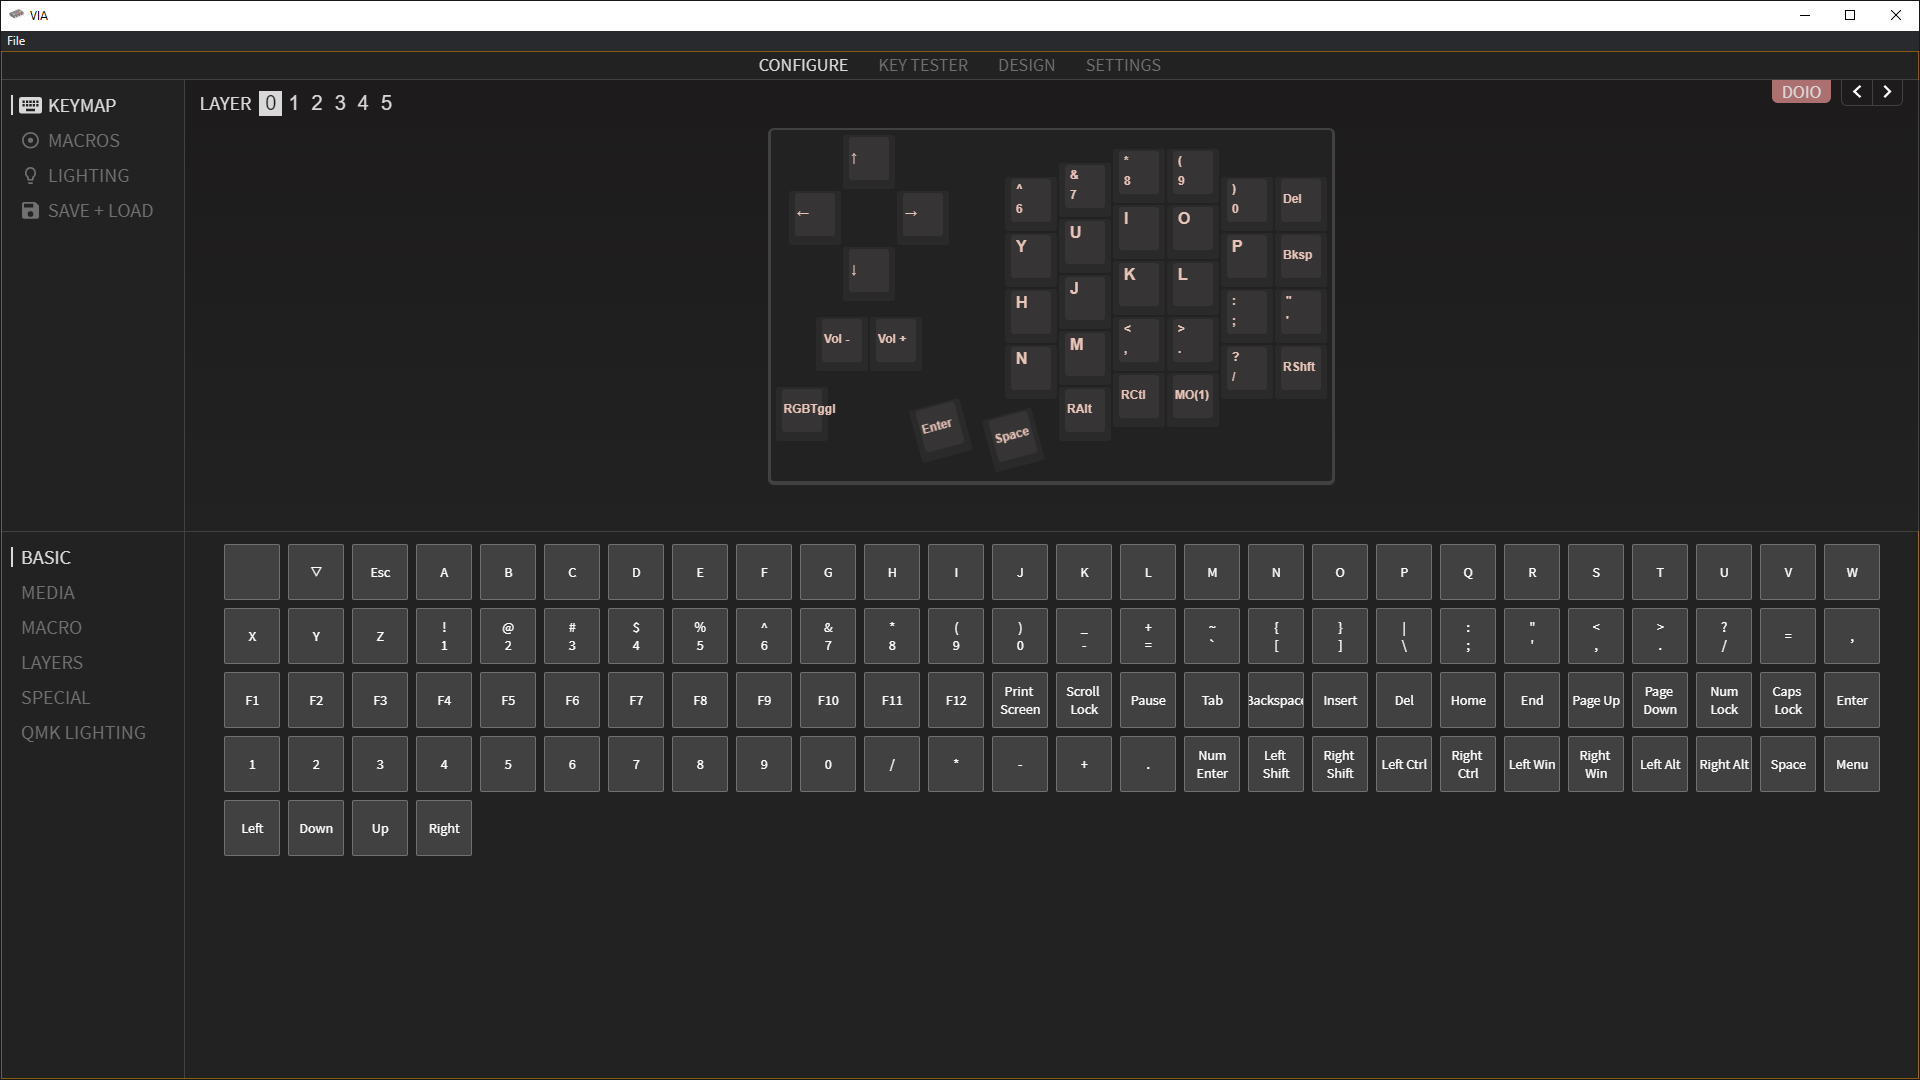 VIA
File
CONFIGURE KEY TESTER DESIGN SETTINGS
KEYMAP
MACROS
LIGHTING
SAVE + LOAD
LAYER 0 1 2 3 4 5
DOIO
↑
← →
↓
Vol - Vol +
RGBTggl
Enter Space
^ & * ( )
6 7 8 9 0 Del
Y U I O P Bksp
H J K L : "
; '
N M < > ? RShft
, . /
RAlt RCtl MO(1)
BASIC
MEDIA
MACRO
LAYERS
SPECIAL
QMK LIGHTING
▽ Esc A B C D E F G H I J K L M N O P Q R S T U V W
X Y Z ! @ # $ % ^ & * ( ) _ + ~ { } | : " < > ? = ,
1 2 3 4 5 6 7 8 9 0 - = ` [ ] \ ; ' , . /
F1 F2 F3 F4 F5 F6 F7 F8 F9 F10 F11 F12 Print Screen Scroll Lock Pause Tab Backspace Insert Del Home End Page Up Page Down Num Lock Caps Lock Enter
1 2 3 4 5 6 7 8 9 0 / * - + . Num Enter Left Shift Right Shift Left Ctrl Right Ctrl Left Win Right Win Left Alt Right Alt Space Menu
Left Down Up Right